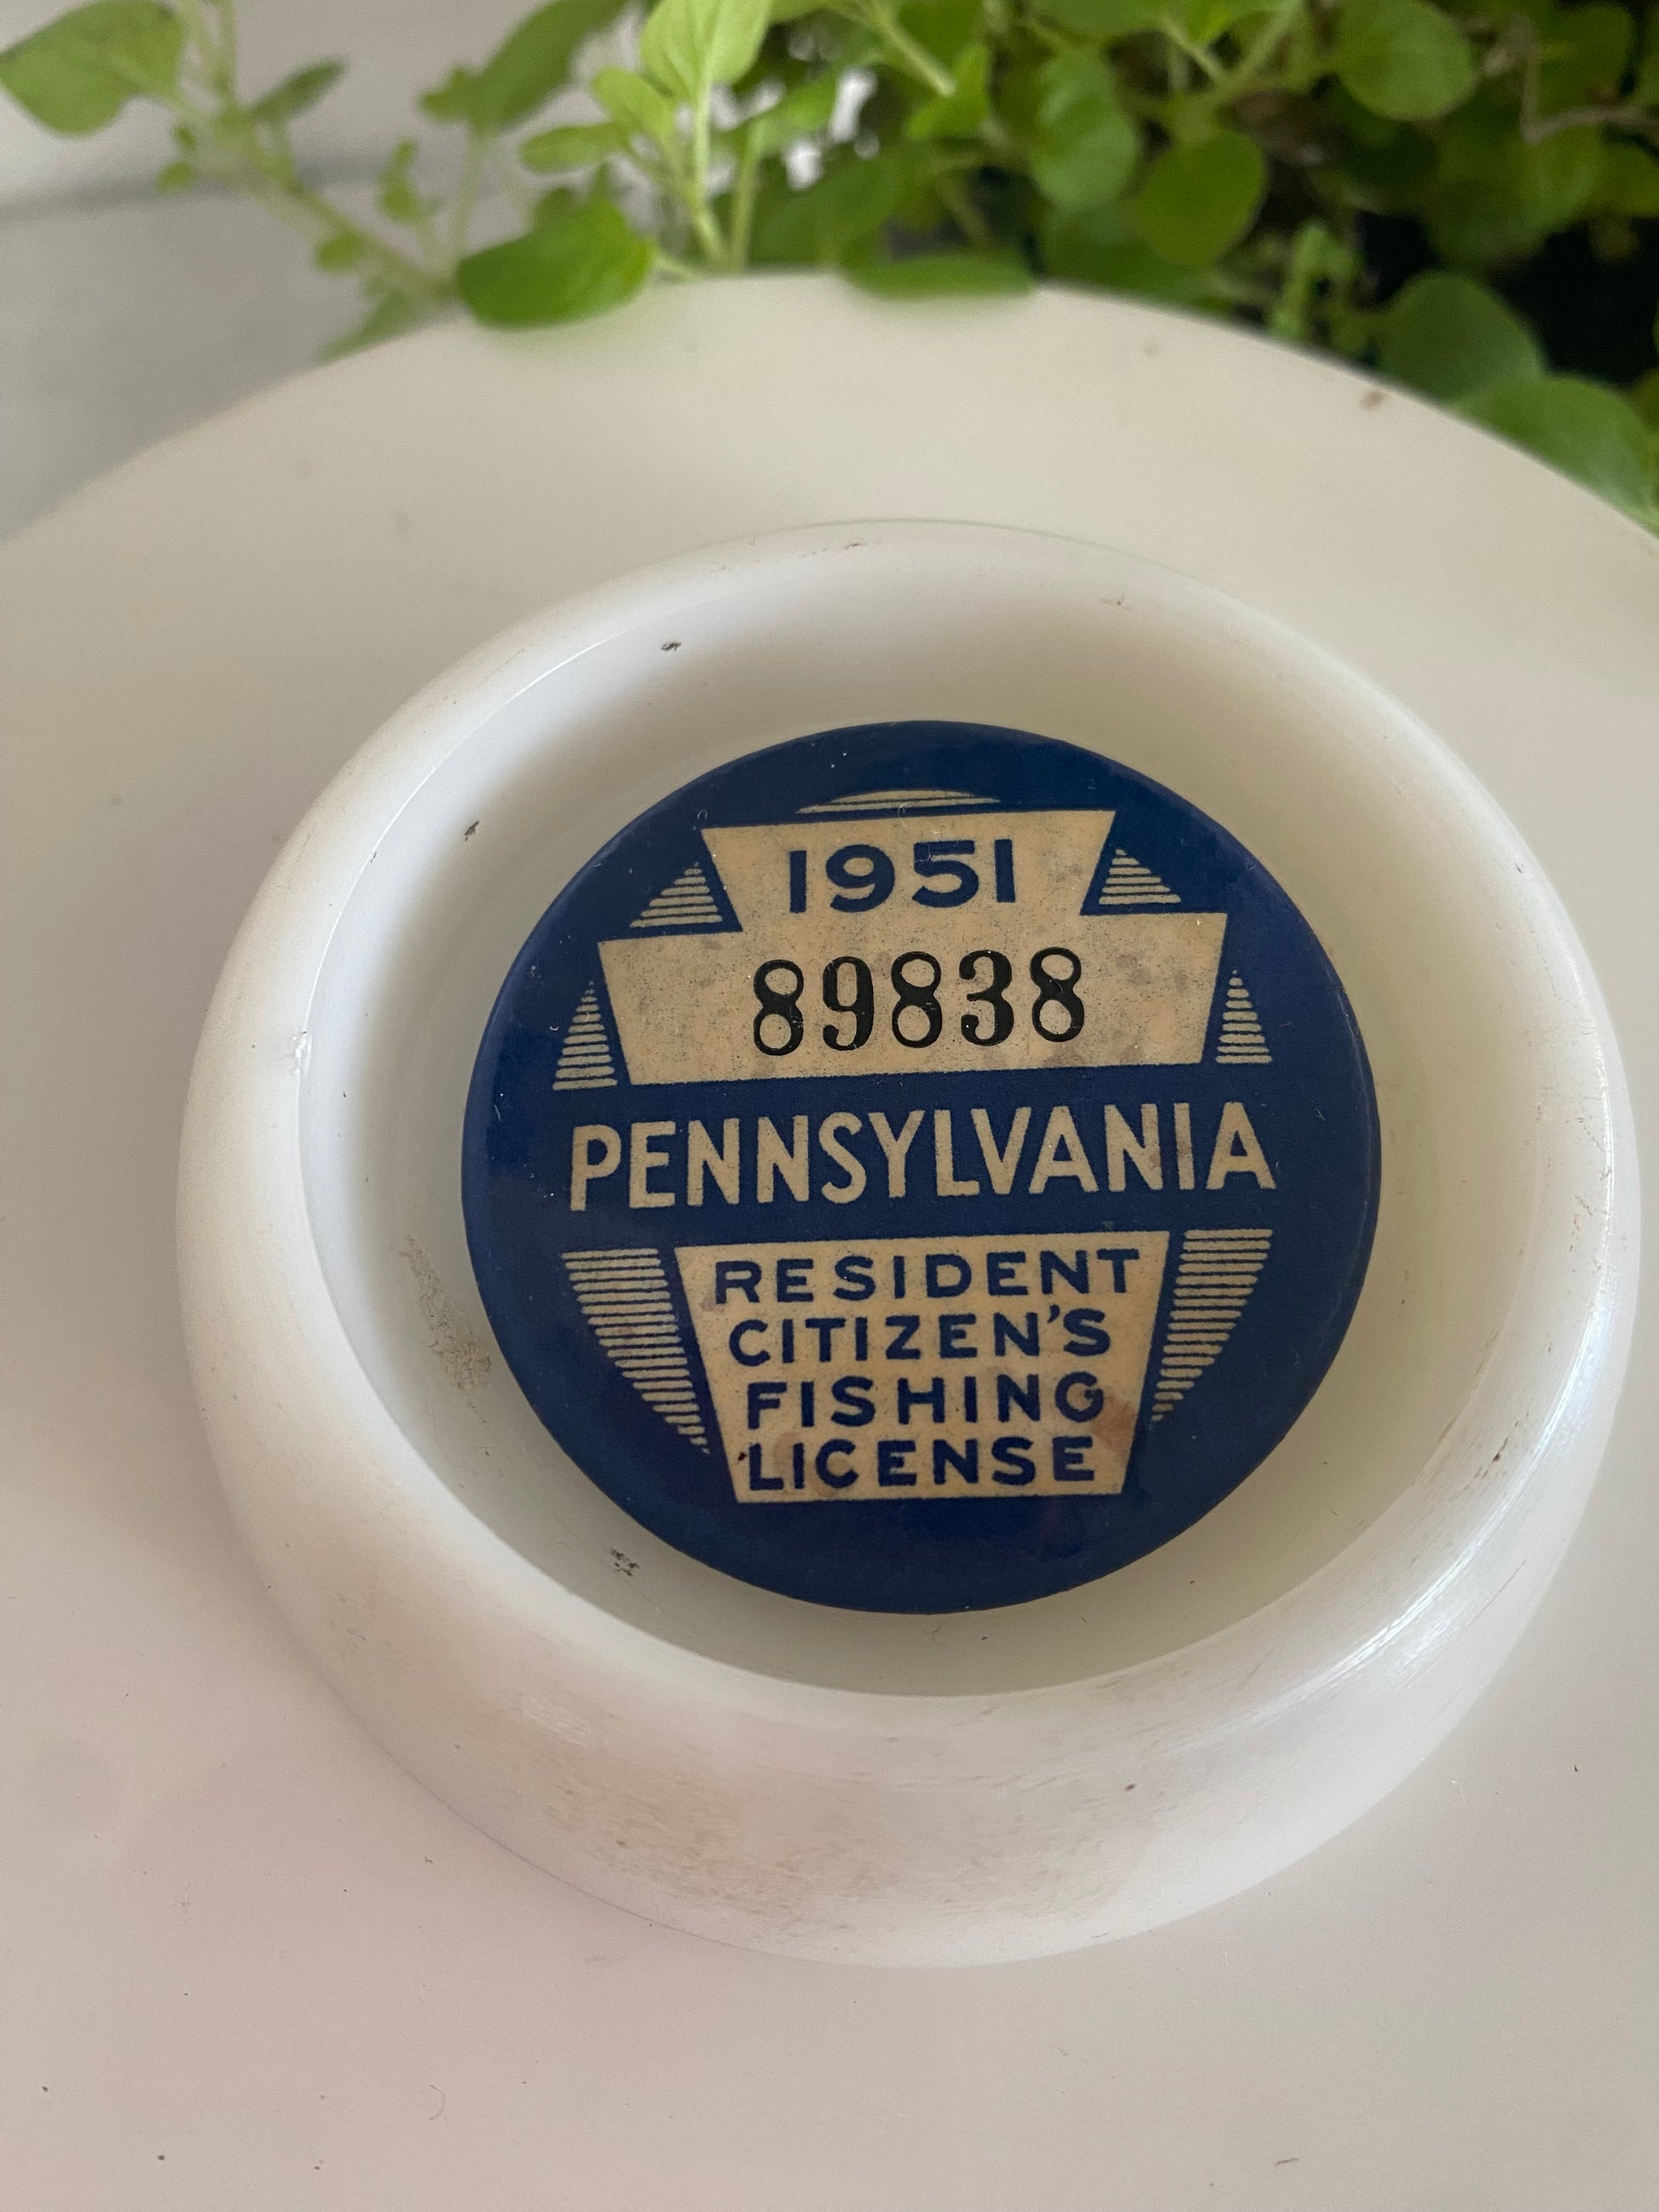 1951
89838
PENNSYLVANIA
RESIDENT
CITIZEN'S
FISHING
LICENSE